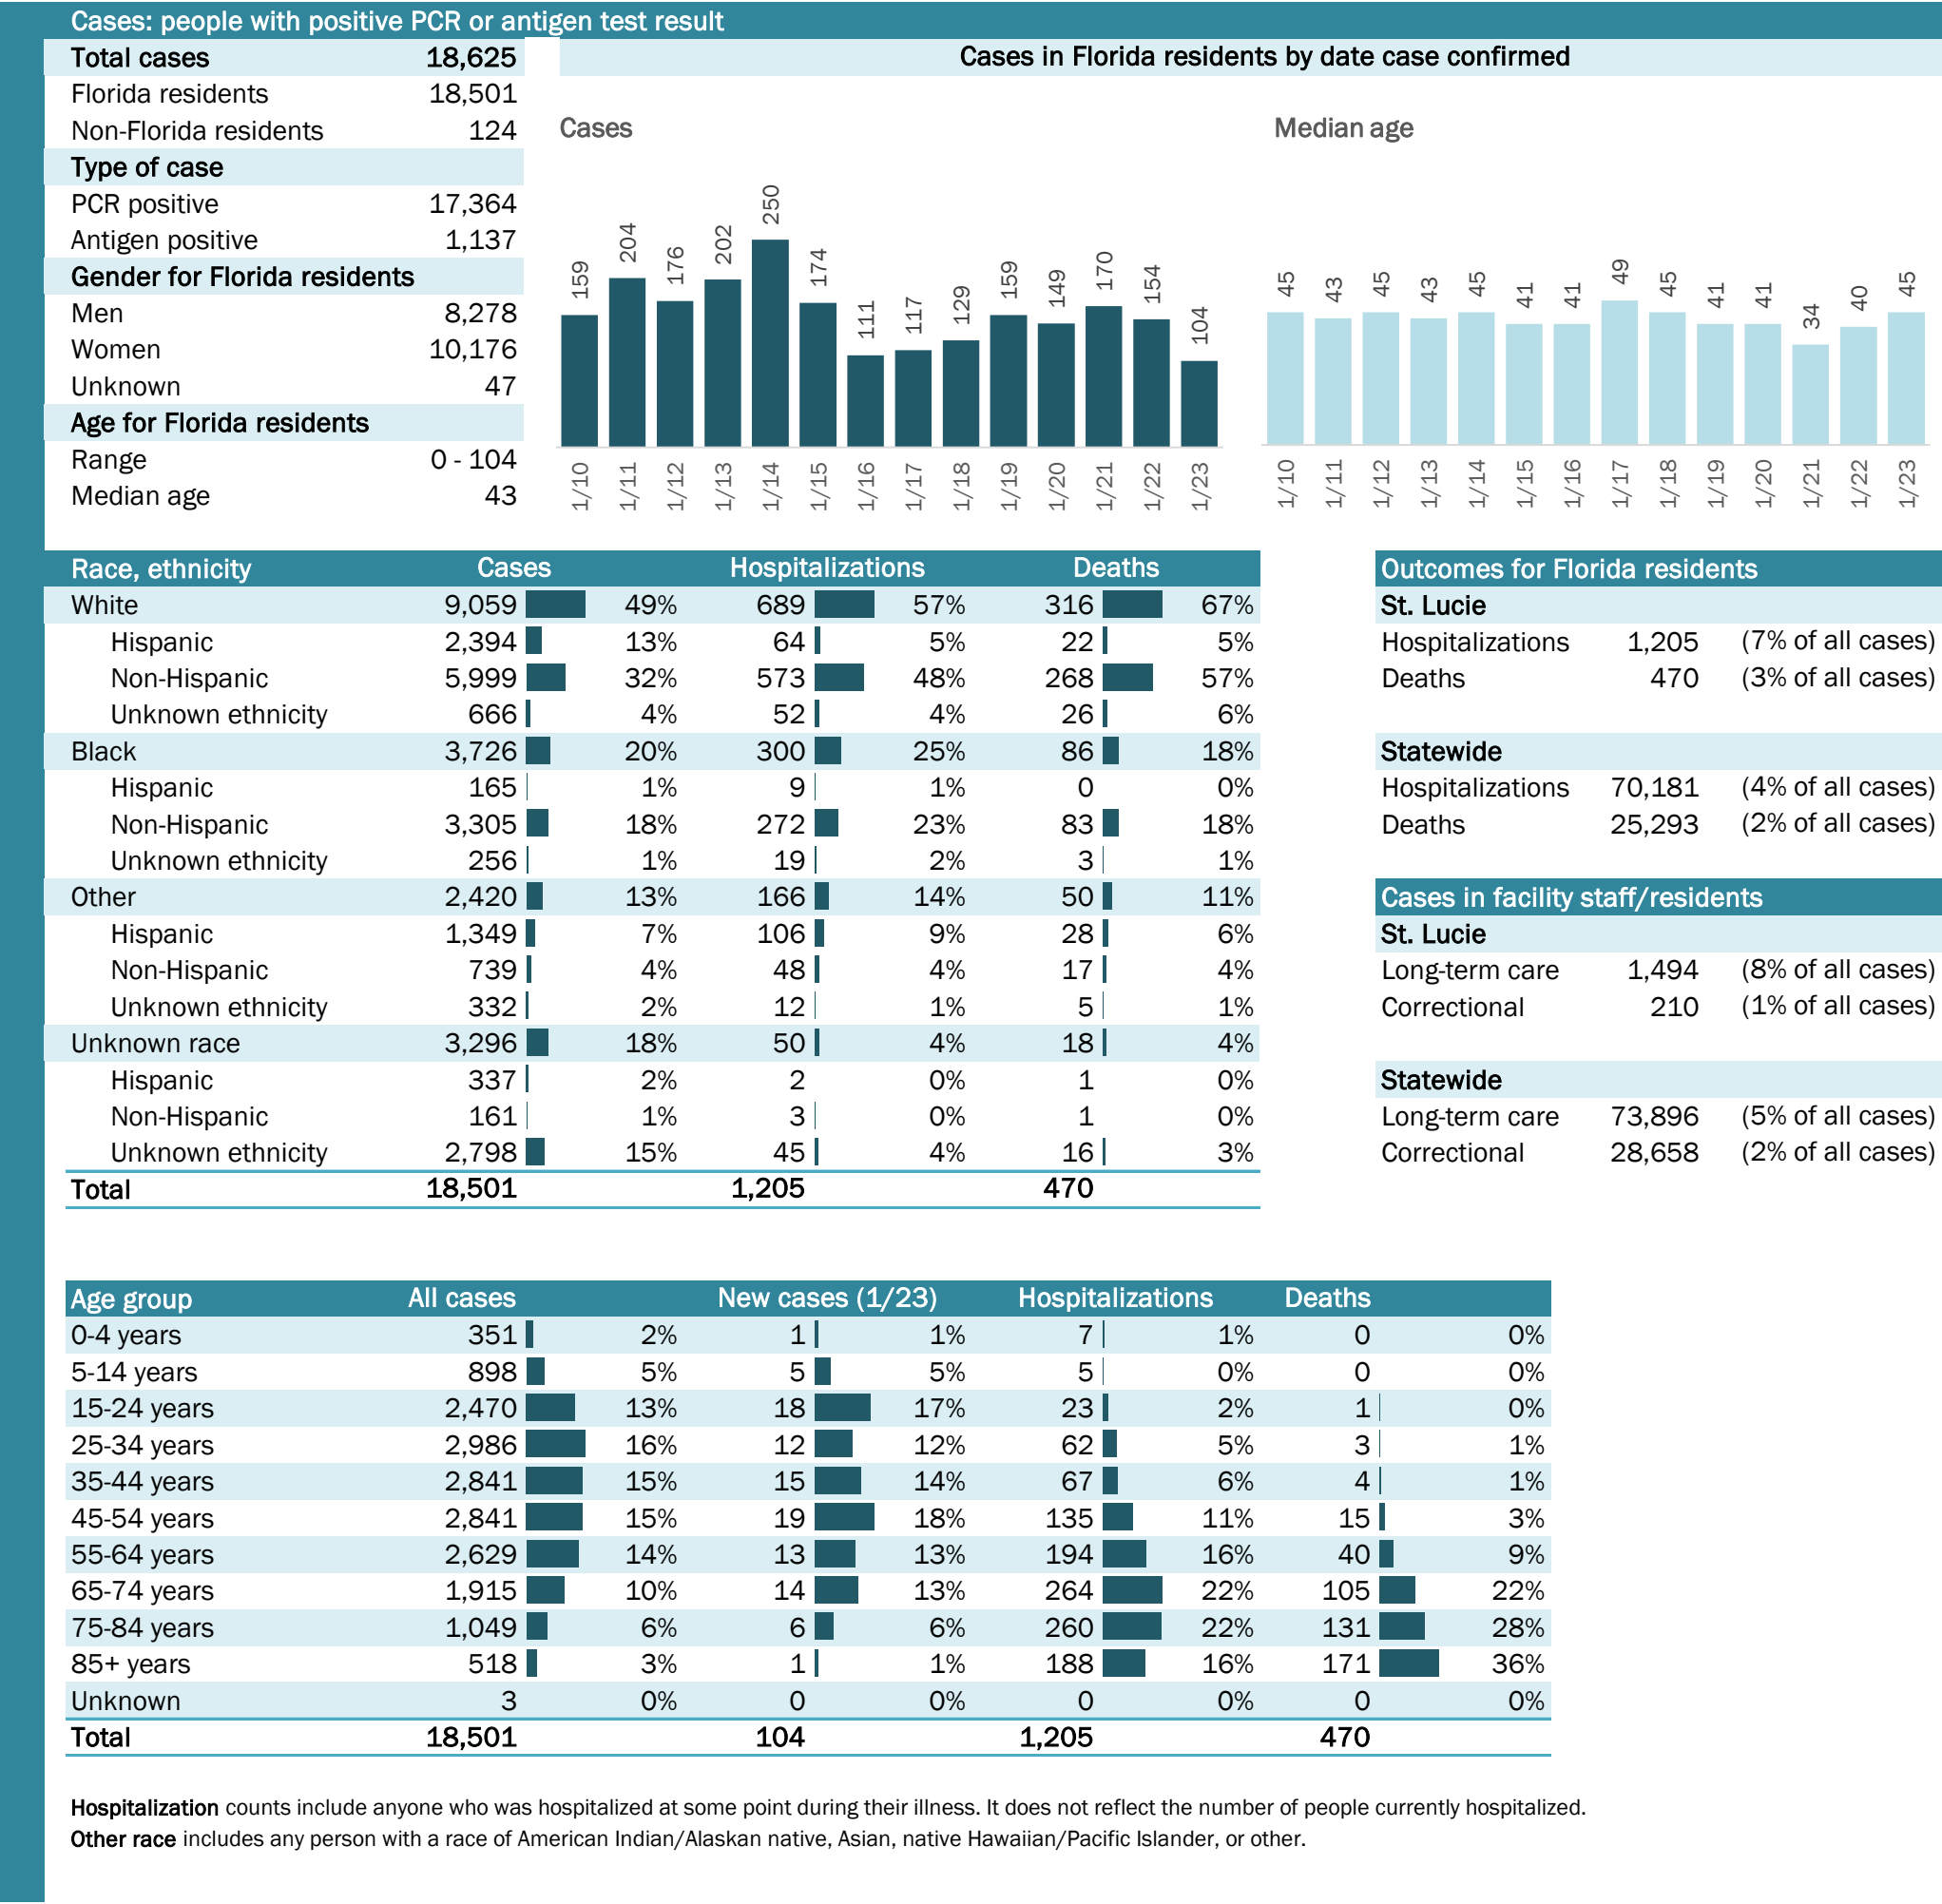 Cases: people with positive PCR or antigen test result
Total cases 18,625
Florida residents 18,501
Non-Florida residents 124
Type of case
PCR positive 17,364
Antigen positive 1,137
Gender for Florida residents
Men 8,278
Women 10,176
Unknown 47
Age for Florida residents
Range 0 - 104
Median age 43
Cases in Florida residents by date case confirmed
Cases
159 204 176 202 250 174 111 117 129 159 149 170 154 104
1/10 1/11 1/12 1/13 1/14 1/15 1/16 1/17 1/18 1/19 1/20 1/21 1/22 1/23
Median age
45 43 45 43 45 41 41 49 45 41 41 34 40 45
1/10 1/11 1/12 1/13 1/14 1/15 1/16 1/17 1/18 1/19 1/20 1/21 1/22 1/23
Race, ethnicity Cases Hospitalizations Deaths
White 9,059 49% 689 57% 316 67%
Hispanic 2,394 13% 64 5% 22 5%
Non-Hispanic 5,999 32% 573 48% 268 57%
Unknown ethnicity 666 4% 52 4% 26 6%
Black 3,726 20% 300 25% 86 18%
Hispanic 165 1% 9 1% 0 0%
Non-Hispanic 3,305 18% 272 23% 83 18%
Unknown ethnicity 256 1% 19 2% 3 1%
Other 2,420 13% 166 14% 50 11%
Hispanic 1,349 7% 106 9% 28 6%
Non-Hispanic 739 4% 48 4% 17 4%
Unknown ethnicity 332 2% 12 1% 5 1%
Unknown race 3,296 18% 50 4% 18 4%
Hispanic 337 2% 2 0% 1 0%
Non-Hispanic 161 1% 3 0% 1 0%
Unknown ethnicity 2,798 15% 45 4% 16 3%
Total 18,501 1,205 470
Outcomes for Florida residents
St. Lucie
Hospitalizations 1,205 (7% of all cases)
Deaths 470 (3% of all cases)
Statewide
Hospitalizations 70,181 (4% of all cases)
Deaths 25,293 (2% of all cases)
Cases in facility staff/residents
St. Lucie
Long-term care 1,494 (8% of all cases)
Correctional 210 (1% of all cases)
Statewide
Long-term care 73,896 (5% of all cases)
Correctional 28,658 (2% of all cases)
Age group All cases New cases (1/23) Hospitalizations Deaths
0-4 years 351 2% 1 1% 7 1% 0 0%
5-14 years 898 5% 5 5% 5 0% 0 0%
15-24 years 2,470 13% 18 17% 23 2% 1 0%
25-34 years 2,986 16% 12 12% 62 5% 3 1%
35-44 years 2,841 15% 15 14% 67 6% 4 1%
45-54 years 2,841 15% 19 18% 135 11% 15 3%
55-64 years 2,629 14% 13 13% 194 16% 40 9%
65-74 years 1,915 10% 14 13% 264 22% 105 22%
75-84 years 1,049 6% 6 6% 260 22% 131 28%
85+ years 518 3% 1 1% 188 16% 171 36%
Unknown 3 0% 0 0% 0 0% 0 0%
Total 18,501 104 1,205 470
Hospitalization counts include anyone who was hospitalized at some point during their illness. It does not reflect the number of people currently hospitalized.
Other race includes any person with a race of American Indian/Alaskan native, Asian, native Hawaiian/Pacific Islander, or other.